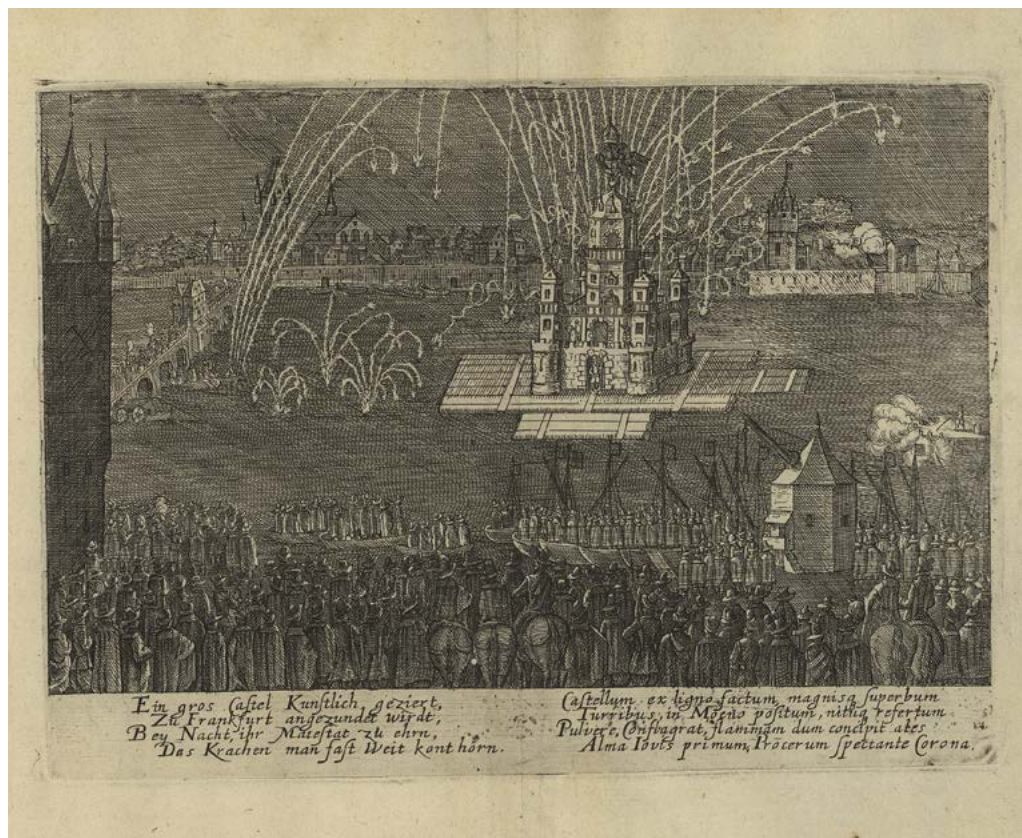 Ein gros Castel Kunstlich, geziert,
Zu Frankfurt angezundet wirdt,
Bey Nacht, ihr Maiestat zu ehrn,
Das Krachen man fast Weit kont hörn.
Castellum ex ligno factum, magnisq superbum
Turribus, in Moeno positum, refertum
Pulvere, Conflagrat, flammam dum concipit ales
Alma Iovis primum, Procerum spectante Corona.